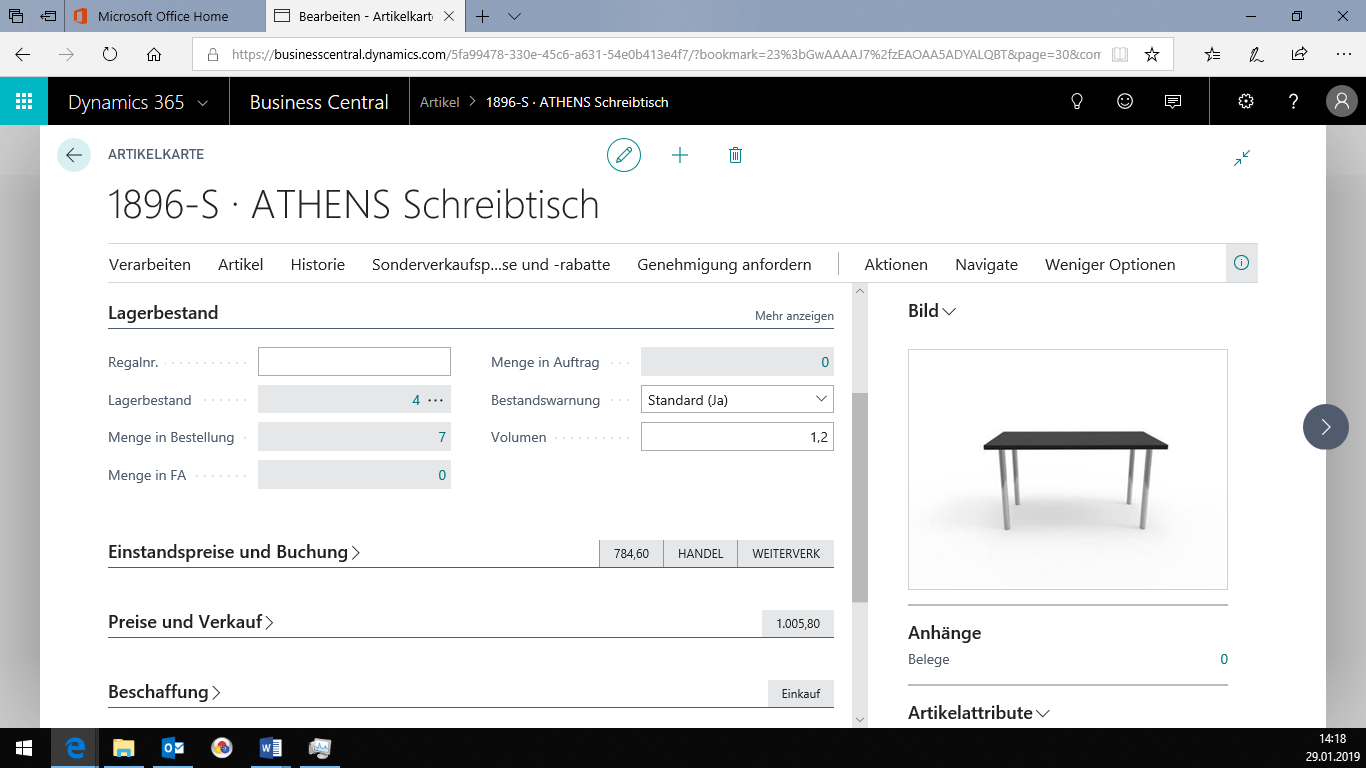 Microsoft Office Home
Bearbeiten - Artikelkart
https://businesscentral.dynamics.com/5fa99478-330e-45c6-a631-54e0b413e4f7/?bookmark=23%3bGwAAAAJ7%2fzEAOAA5ADYALQBT&page=30&com
Dynamics 365
Business Central
Artikel > 1896-S · ATHENS Schreibtisch
ARTIKELKARTE
1896-S · ATHENS Schreibtisch
Verarbeiten Artikel Historie Sonderverkaufsp...se und -rabatte Genehmigung anfordern Aktionen Navigate Weniger Optionen
Lagerbestand
Mehr anzeigen
Regalnr.
Lagerbestand 4 ...
Menge in Bestellung 7
Menge in FA 0
Menge in Auftrag 0
Bestandswarnung Standard (Ja)
Volumen 1,2
Einstandspreise und Buchung > 784,60 HANDEL WEITERVERK
Preise und Verkauf > 1.005,80
Beschaffung > Einkauf
Bild
Anhänge
Belege 0
Artikelattribute
14:18
29.01.2019